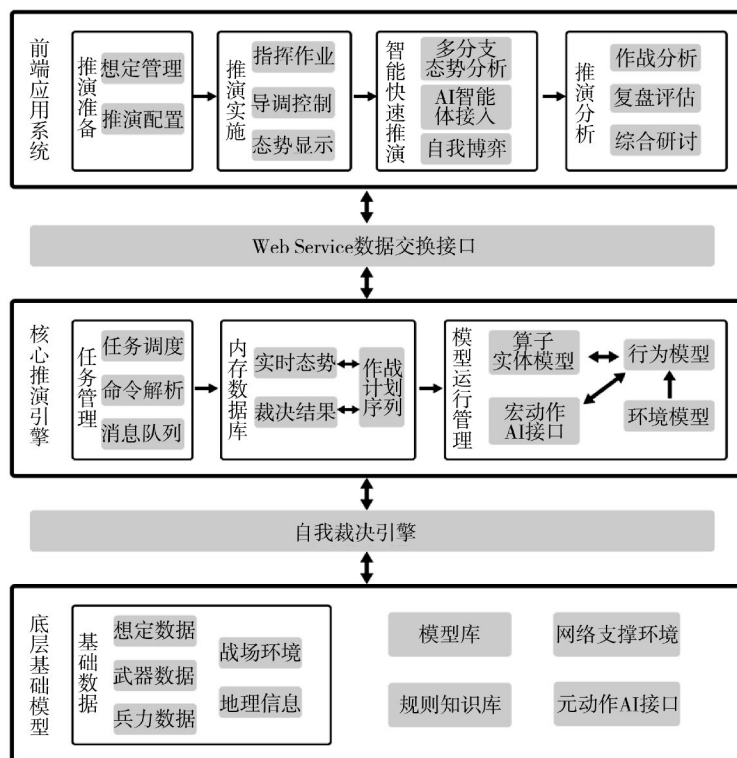 前端应用系统
推演准备
想定管理
推演配置
推演实施
指挥作业
导调控制
态势显示
智能快速推演
多分支
态势分析
AI智能
体接入
自我博弈
推演分析
作战分析
复盘评估
综合研讨
Web Service数据交换接口
核心推演引擎
任务管理
任务调度
命令解析
消息队列
内存数据库
实时态势
裁决结果
作战
计划
序列
模型运行管理
算子
实体模型
行为模型
宏动作
AI接口
环境模型
自我裁决引擎
底层基础模型
基础数据
想定数据
武器数据
兵力数据
战场环境
地理信息
模型库
网络支撑环境
规则知识库
元动作AI接口